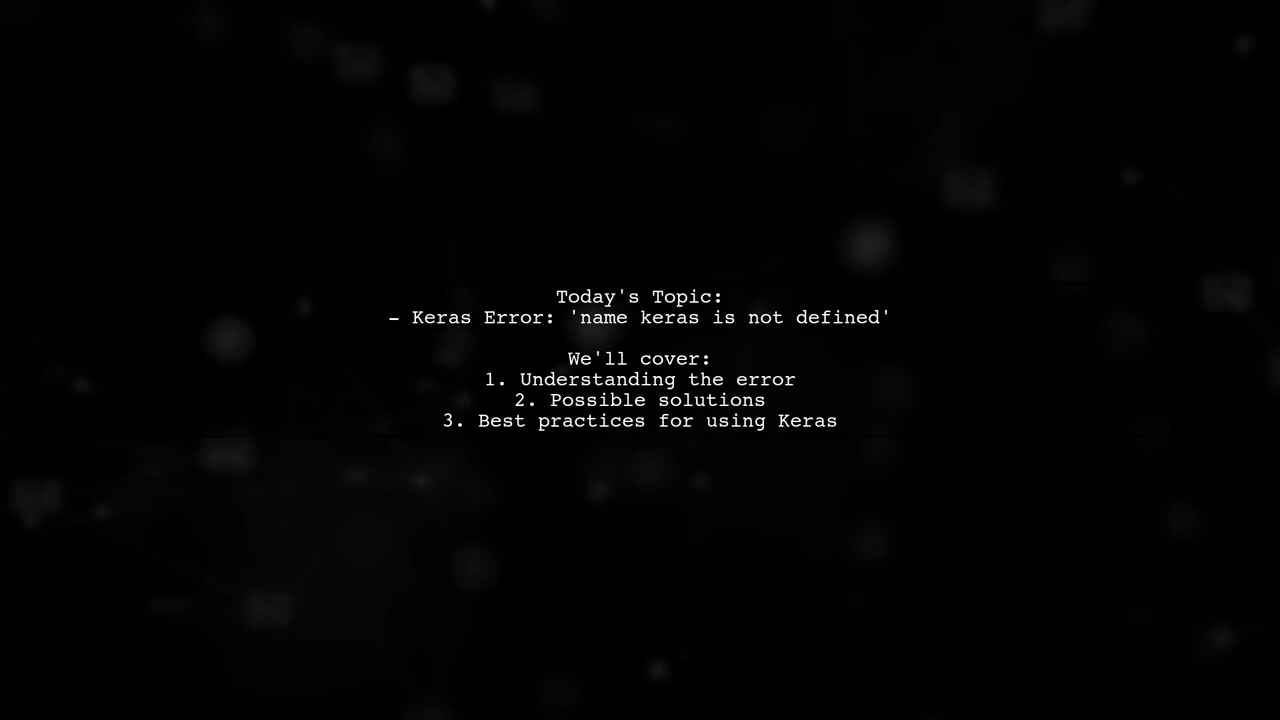 Today's Topic:
- Keras Error: 'name keras is not defined'
We'll cover:
1. Understanding the error
2. Possible solutions
3. Best practices for using Keras